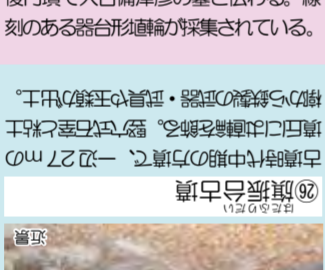 後円墳で大吉備津彦の墓と伝わる。線
刻のある器台形埴輪が採集されている。
近景
はたふりだい
㉖旗振台古墳
古墳時代中期の方墳で、一辺27mの
墳丘には埴輪を飾る。竪穴式石室と粘土
槨から鉄製の武器・武具や玉類が出土。